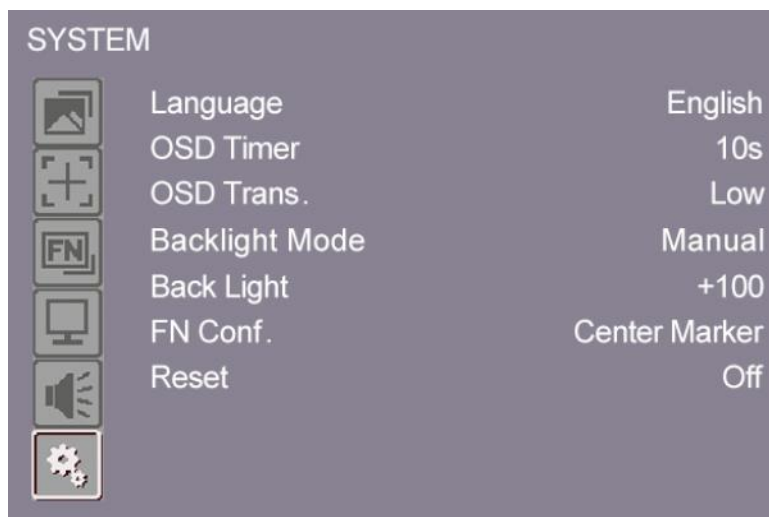 SYSTEM
Language English
OSD Timer 10s
OSD Trans. Low
FN
Backlight Mode Manual
Back Light +100
FN Conf. Center Marker
Reset Off